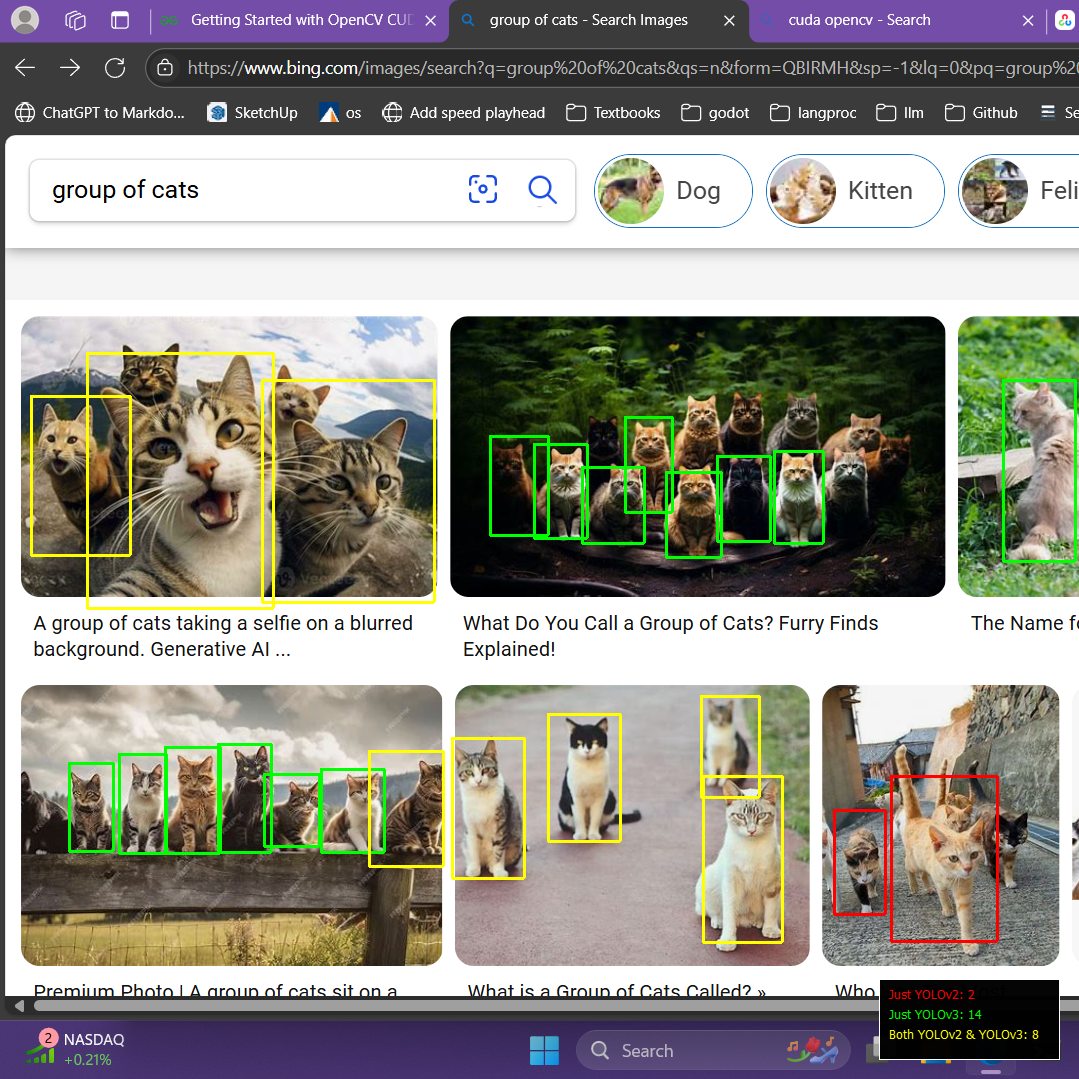 Getting Started with OpenCV CUD
group of cats - Search Images
cuda opencv - Search
https://www.bing.com/images/search?q=group%20of%20cats&qs=n&form=QBIRMH&sp=-1&lq=0&pq=group%20
ChatGPT to Markdo...
SketchUp
os
Add speed playhead
Textbooks
godot
langproc
llm
Github
Se
group of cats
Dog
Kitten
Feli
A group of cats taking a selfie on a blurred
background. Generative AI ...
What Do You Call a Group of Cats? Furry Finds
Explained!
The Name fo
Premium Photo | A group of cats sit on a
What is a Group of Cats Called? »
Who
Just YOLOv2: 2
Just YOLOv3: 14
Both YOLOv2 & YOLOv3: 8
2
NASDAQ
+0.21%
Search